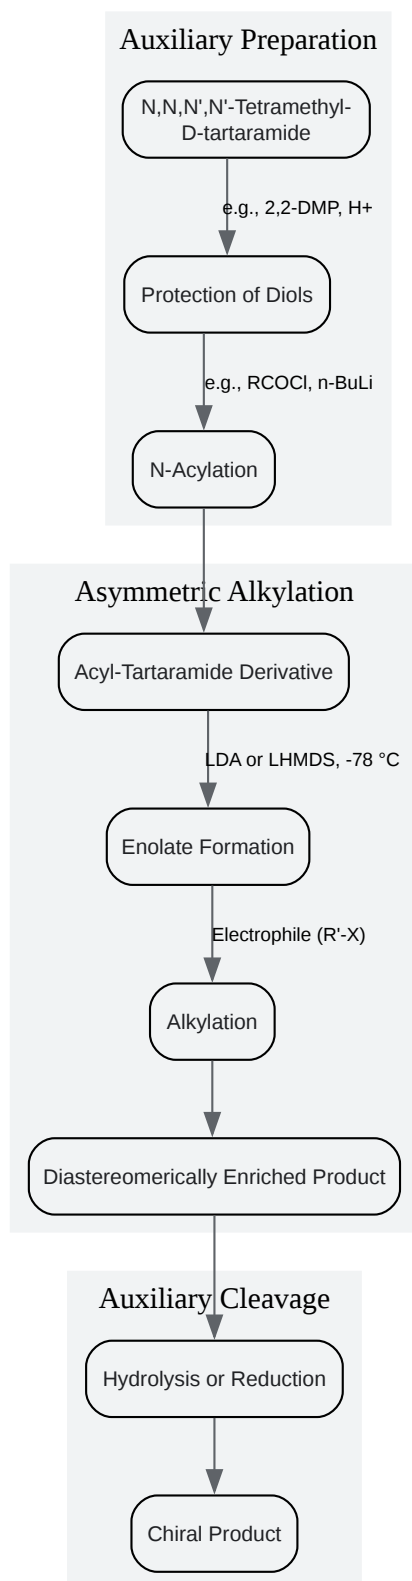 Auxiliary Preparation
N,N,N',N'-Tetramethyl-
D-tartaramide
e.g., 2,2-DMP, H+
Protection of Diols
e.g., RCOCl, n-BuLi
N-Acylation
Asymmetric Alkylation
Acyl-Tartaramide Derivative
LDA or LHMDS, -78 °C
Enolate Formation
Electrophile (R'-X)
Alkylation
Diastereomerically Enriched Product
Auxiliary Cleavage
Hydrolysis or Reduction
Chiral Product